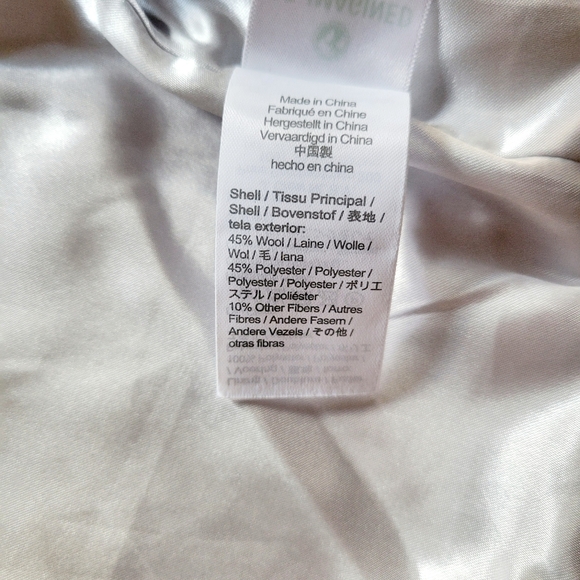 IMAGINED
Made in China
Fabriqué en Chine
Hergestellt in China
Vervaardigd in China
中国製
hecho en china
Shell / Tissu Principal /
Shell / Bovenstof / 表地 /
tela exterior:
45% Wool / Laine / Wolle /
Wol / 毛 / lana
45% Polyester / Polyester /
Polyester / Polyester / ポリエ
ステル / poliéster
10% Other Fibers / Autres
Fibres / Andere Fasern /
Andere Vezels / その他 /
otras fibras